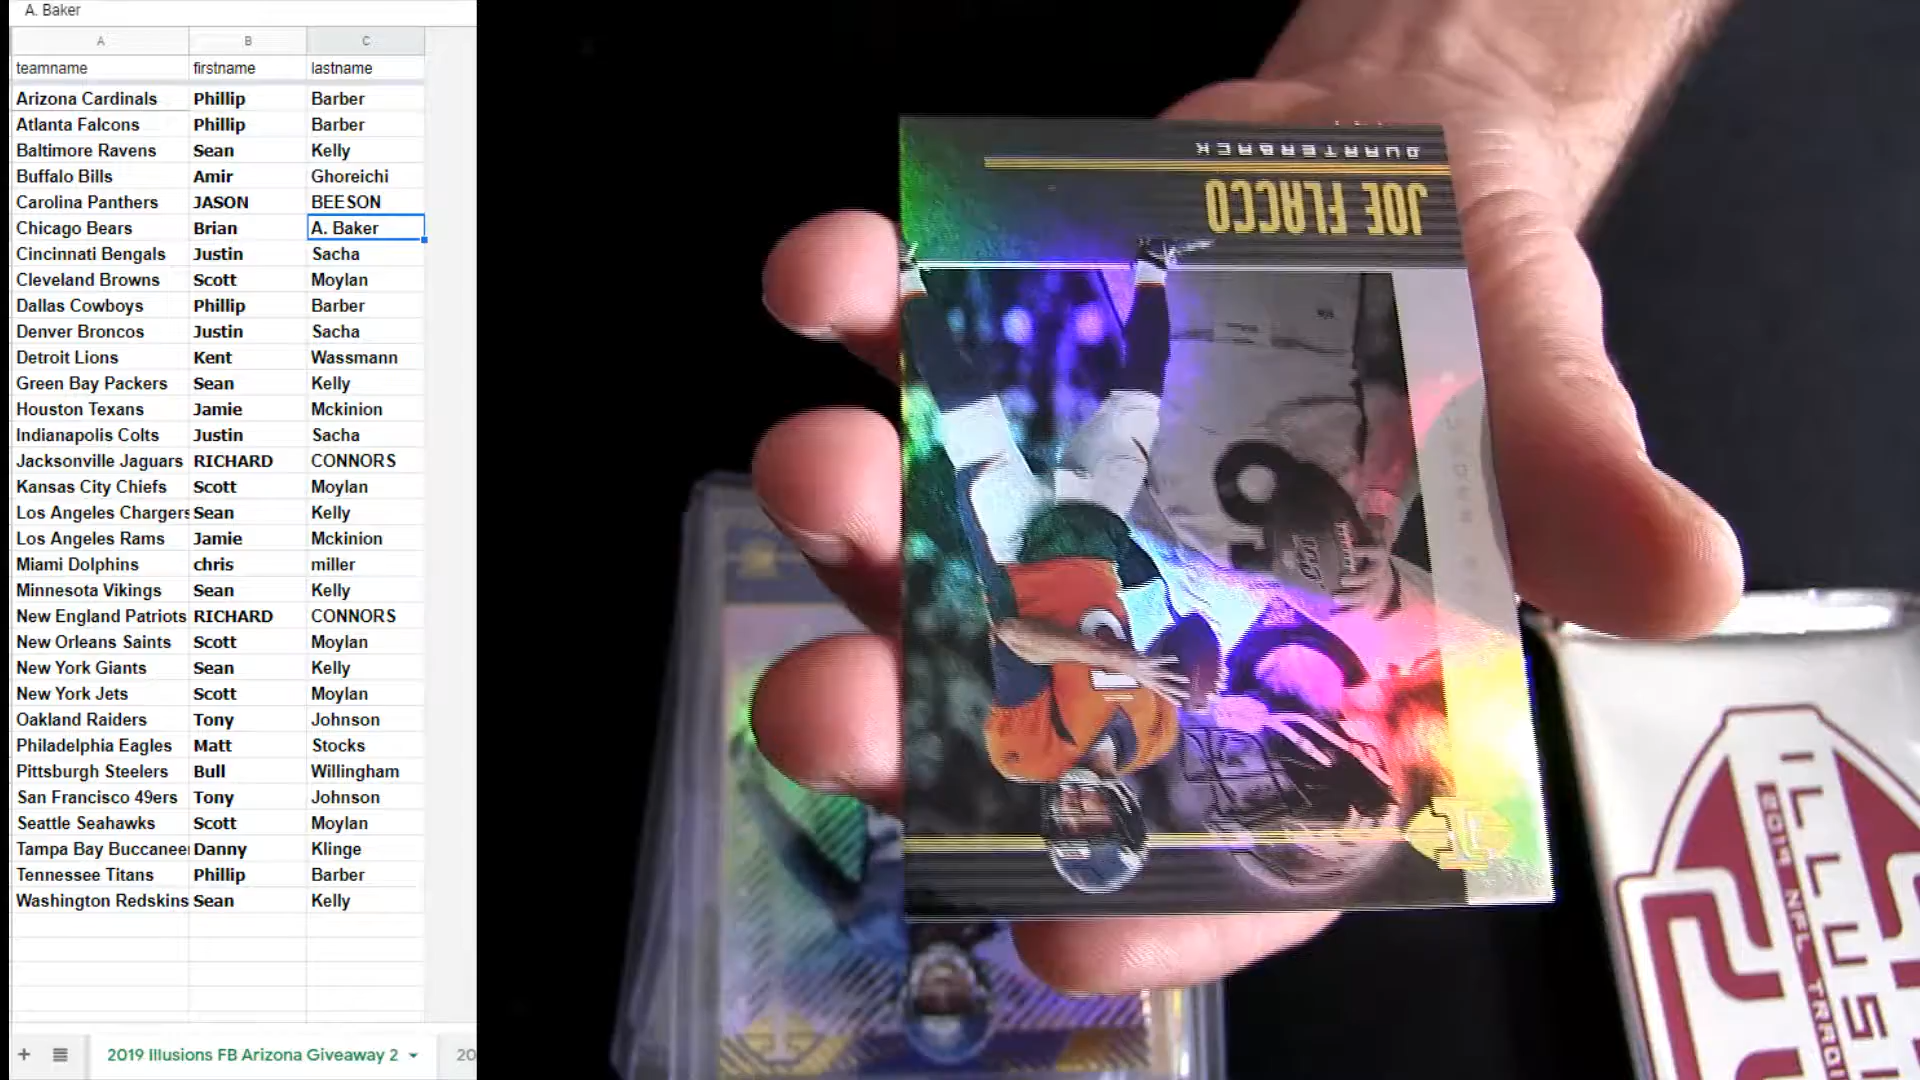 A. Baker
A B C
teamname firstname lastname
Arizona Cardinals Phillip Barber
Atlanta Falcons Phillip Barber
Baltimore Ravens Sean Kelly
Buffalo Bills Amir Ghoreichi
Carolina Panthers JASON BEESON
Chicago Bears Brian A. Baker
Cincinnati Bengals Justin Sacha
Cleveland Browns Scott Moylan
Dallas Cowboys Phillip Barber
Denver Broncos Justin Sacha
Detroit Lions Kent Wassmann
Green Bay Packers Sean Kelly
Houston Texans Jamie Mckinion
Indianapolis Colts Justin Sacha
Jacksonville Jaguars RICHARD CONNORS
Kansas City Chiefs Scott Moylan
Los Angeles Chargers Sean Kelly
Los Angeles Rams Jamie Mckinion
Miami Dolphins chris miller
Minnesota Vikings Sean Kelly
New England Patriots RICHARD CONNORS
New Orleans Saints Scott Moylan
New York Giants Sean Kelly
New York Jets Scott Moylan
Oakland Raiders Tony Johnson
Philadelphia Eagles Matt Stocks
Pittsburgh Steelers Bull Willingham
San Francisco 49ers Tony Johnson
Seattle Seahawks Scott Moylan
Tampa Bay Buccanee Danny Klinge
Tennessee Titans Phillip Barber
Washington Redskins Sean Kelly
2019 Illusions FB Arizona Giveaway 2
20
QUARTERBACK
JOE FLACCO
ILLUSI
2019 NFL TRADI